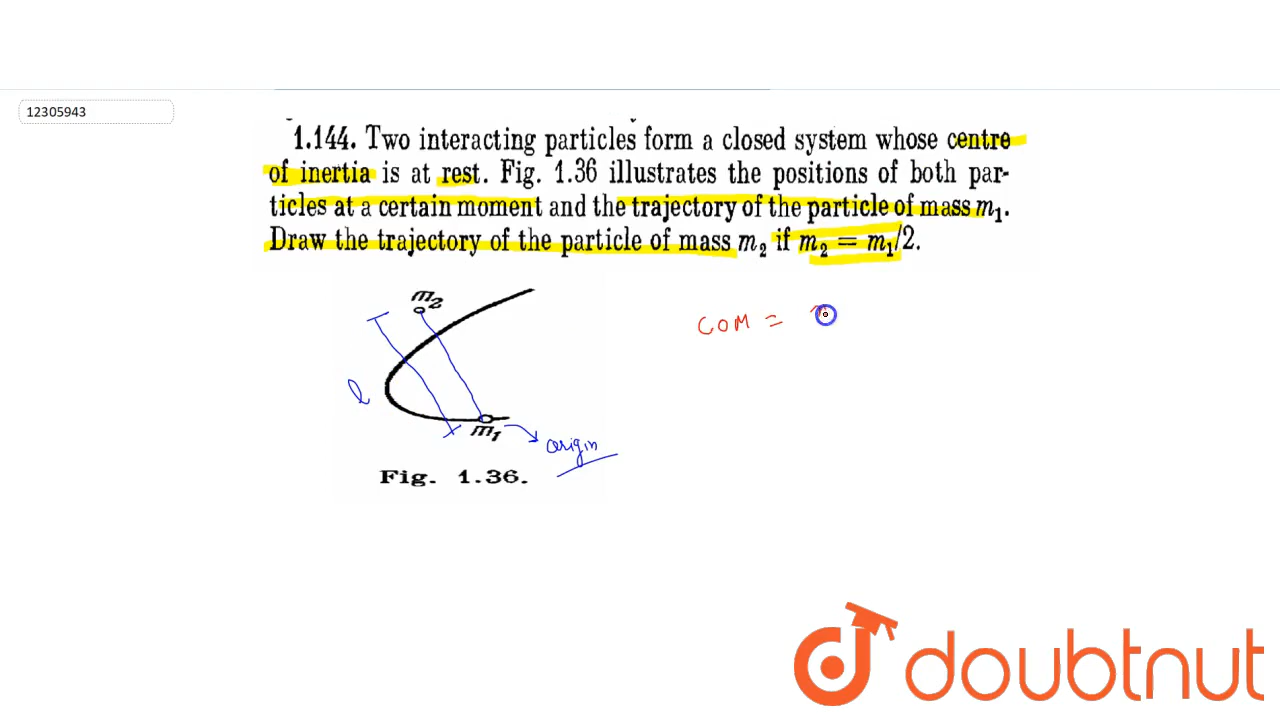 12305943
1.144. Two interacting particles form a closed system whose centre
of inertia is at rest. Fig. 1.36 illustrates the positions of both par-
ticles at a certain moment and the trajectory of the particle of mass m₁.
Draw the trajectory of the particle of mass m₂ if m₂ = m₁/2.
m₂
COM =
l
m₁
origin
Fig. 1.36.
doubtnut